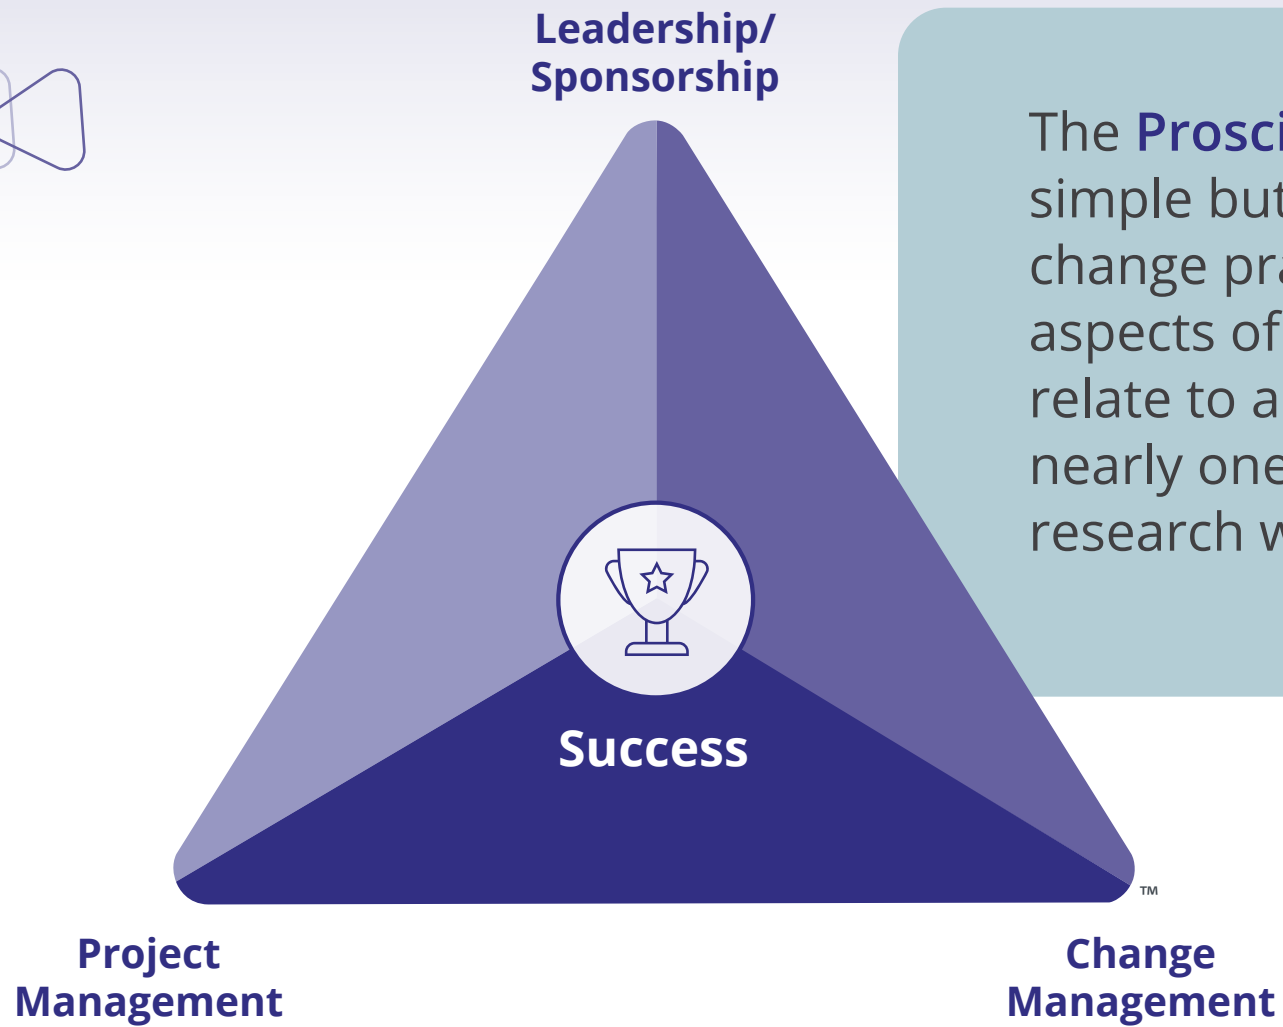 Leadership/
Sponsorship
The Prosci
simple but
change pra
aspects of
relate to a
nearly one
research w
Success
TM
Project
Management
Change
Management